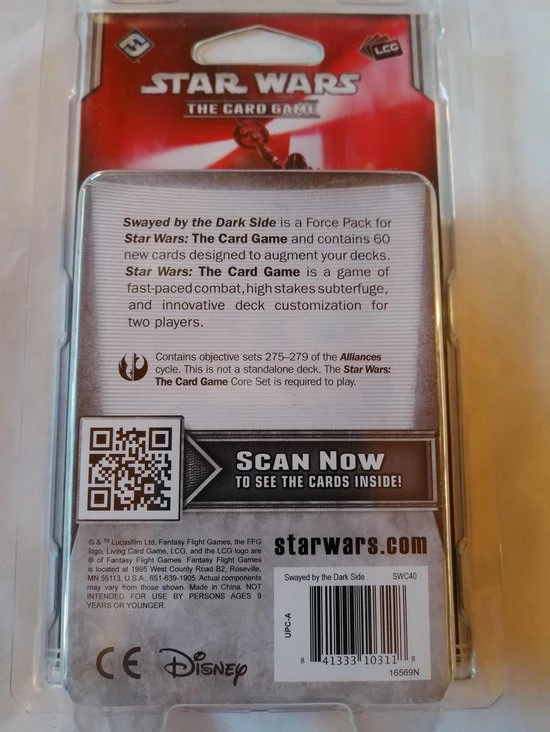 LCG
STAR WARS
THE CARD GAME
Swayed by the Dark Side is a Force Pack for
Star Wars: The Card Game and contains 60
new cards designed to augment your decks.
Star Wars: The Card Game is a game of
fast-paced combat, high stakes subterfuge,
and innovative deck customization for
two players.
Contains objective sets 275–279 of the Alliances
cycle. This is not a standalone deck. The Star Wars:
The Card Game Core Set is required to play.
SCAN NOW
TO SEE THE CARDS INSIDE!
© & ™ Lucasfilm Ltd. Fantasy Flight Games, the FFG
logo, Living Card Game, LCG, and the LCG logo are
® of Fantasy Flight Games. Fantasy Flight Games
is located at 1995 West County Road B2, Roseville,
MN 55113, U.S.A., 651-639-1905. Actual components
may vary from those shown. Made in China. NOT
INTENDED FOR USE BY PERSONS AGES 9
YEARS OR YOUNGER.
CE Disney
starwars.com
Swayed by the Dark Side SWC40
UPC-A
8 41333 10311 8
16569N